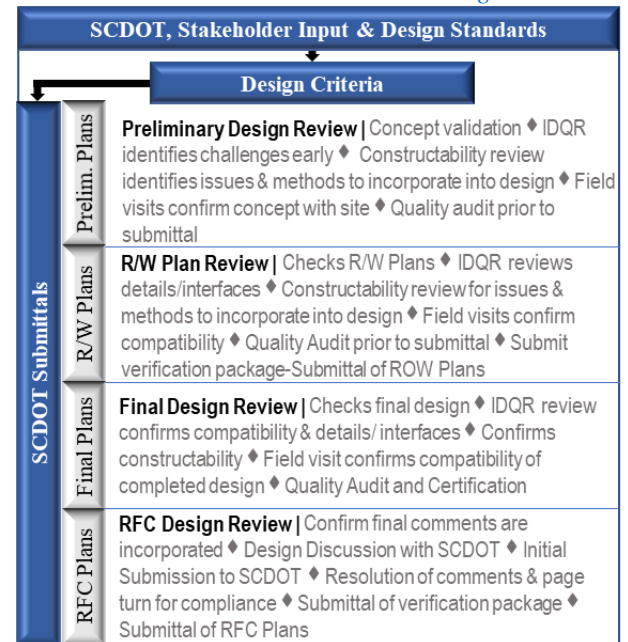 SCDOT, Stakeholder Input & Design Standards
Design Criteria
SCDOT Submittals
Prelim. Plans
Preliminary Design Review | Concept validation ♦ IDQR
identifies challenges early ♦ Constructability review
identifies issues & methods to incorporate into design ♦ Field
visits confirm concept with site ♦ Quality audit prior to
submittal
R/W Plans
R/W Plan Review | Checks R/W Plans ♦ IDQR reviews
details/interfaces ♦ Constructability review for issues &
methods to incorporate into design ♦ Field visits confirm
compatibility ♦ Quality Audit prior to submittal ♦ Submit
verification package-Submittal of ROW Plans
Final Plans
Final Design Review | Checks final design ♦ IDQR review
confirms compatibility & details/ interfaces ♦ Confirms
constructability ♦ Field visit confirms compatibility of
completed design ♦ Quality Audit and Certification
RFC Plans
RFC Design Review | Confirm final comments are
incorporated ♦ Design Discussion with SCDOT ♦ Initial
Submission to SCDOT ♦ Resolution of comments & page
turn for compliance ♦ Submittal of verification package ♦
Submittal of RFC Plans